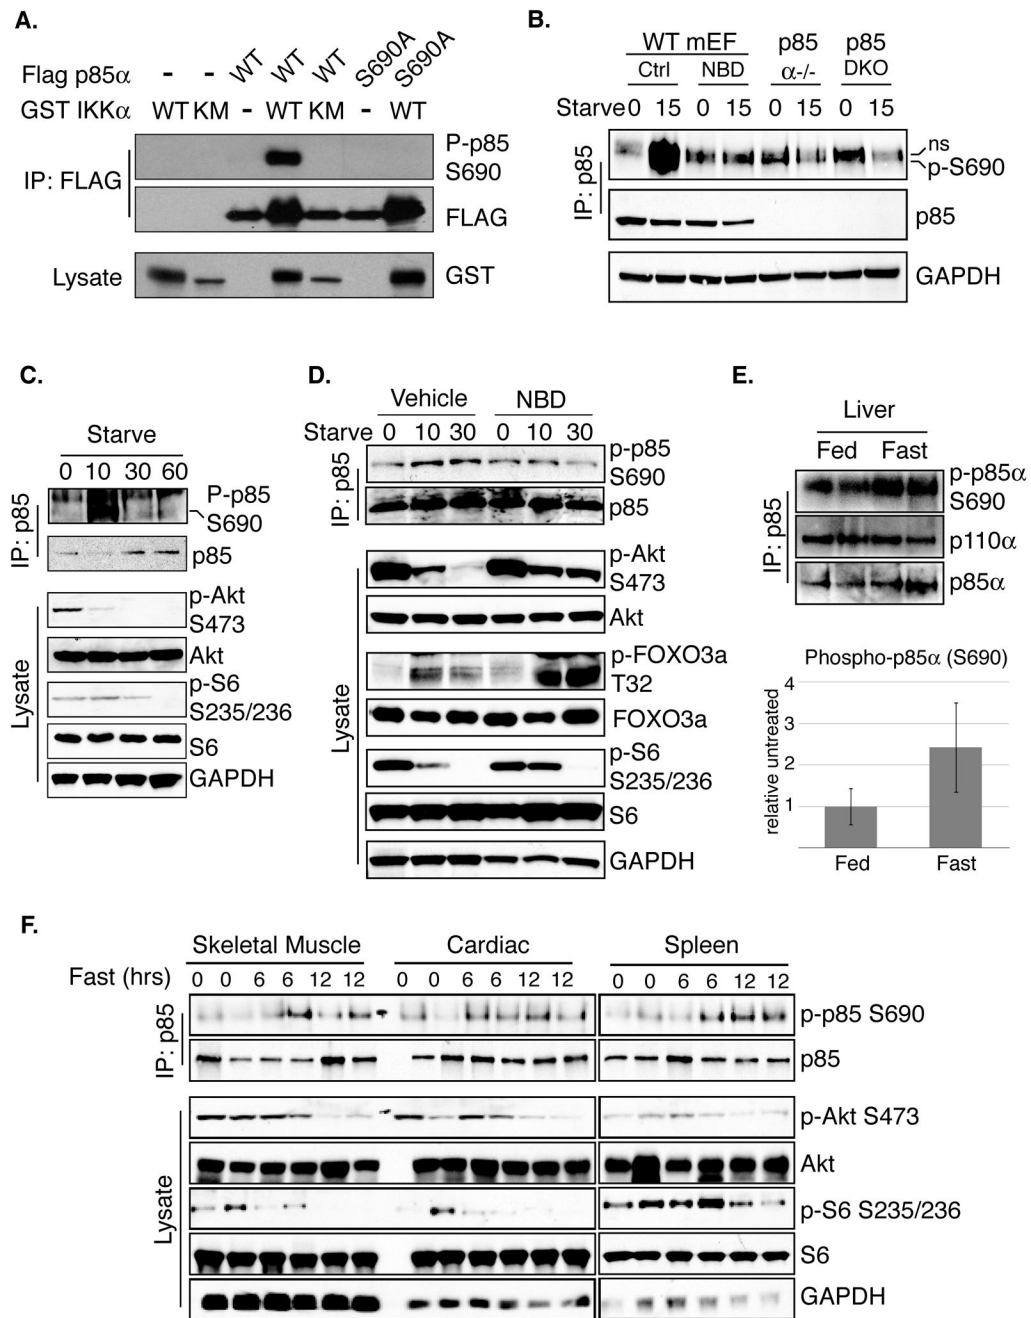 A.
Flag p85α - - WT WT WT S690A S690A
GST IKKα WT KM - WT KM - WT
IP: FLAG
P-p85
S690
FLAG
Lysate
GST
B.
WT mEF p85 p85
Ctrl NBD α-/- DKO
Starve 0 15 0 15 0 15 0 15
IP: p85
ns
p-S690
p85
GAPDH
C.
Starve
0 10 30 60
IP: p85
P-p85
S690
p85
Lysate
p-Akt
S473
Akt
p-S6
S235/236
S6
GAPDH
D.
Vehicle NBD
Starve 0 10 30 0 10 30
IP: p85
p-p85
S690
p85
Lysate
p-Akt
S473
Akt
p-FOXO3a
T32
FOXO3a
p-S6
S235/236
S6
GAPDH
E.
Liver
Fed Fast
IP: p85
p-p85α
S690
p110α
p85α
Phospho-p85α (S690)
relative untreated
4
3
2
1
Fed Fast
F.
Skeletal Muscle Cardiac Spleen
Fast (hrs) 0 0 6 6 12 12 0 0 6 6 12 12 0 0 6 6 12 12
IP: p85
p-p85 S690
p85
Lysate
p-Akt S473
Akt
p-S6 S235/236
S6
GAPDH